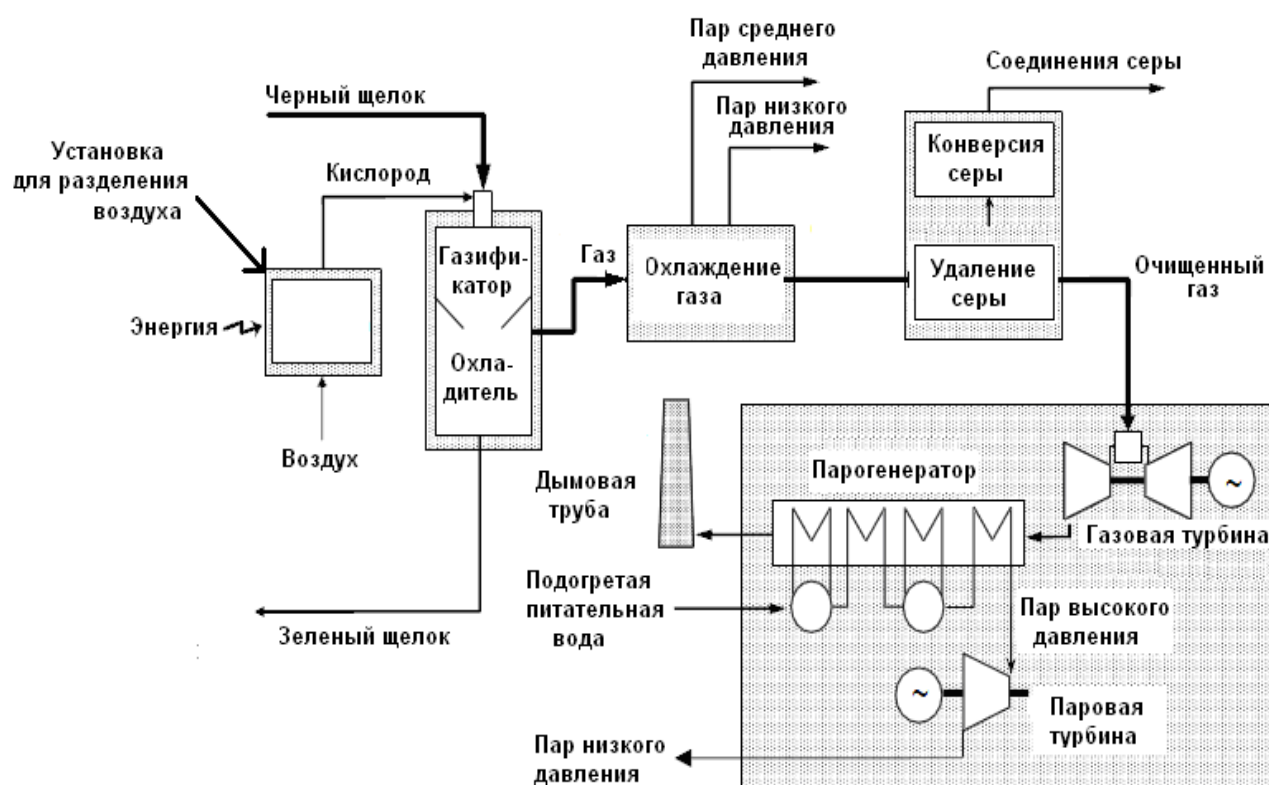 Пар среднего
давления
Пар низкого
давления
Соединения серы
Черный щелок
Установка
для разделения
воздуха
Кислород
Конверсия
серы
Газифи-
катор
Газ
Охлаждение
газа
Удаление
серы
Очищенный
газ
Энергия
Охла-
дитель
Воздух
Дымовая
труба
Парогенератор
~
Газовая турбина
Подогретая
питательная
вода
Зеленый щелок
Пар высокого
давления
~
Паровая
турбина
Пар низкого
давления